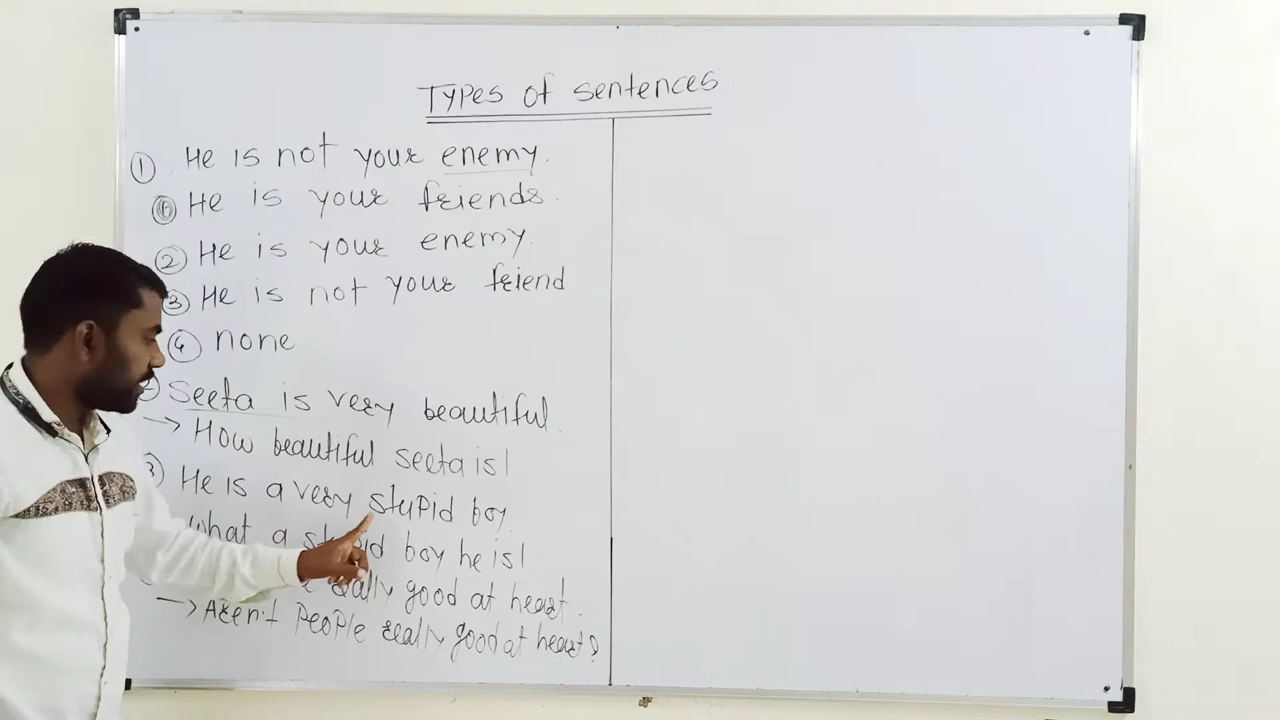 Types of sentences
① He is not your enemy.
⑥ He is your friends.
② He is your enemy.
③ He is not your friend.
④ none
Seeta is very beautiful.
→ How beautiful seeta is!
3) He is a very stupid boy.
What a stupid boy he is!
really good at heart.
→ Aren't People really good at heart?